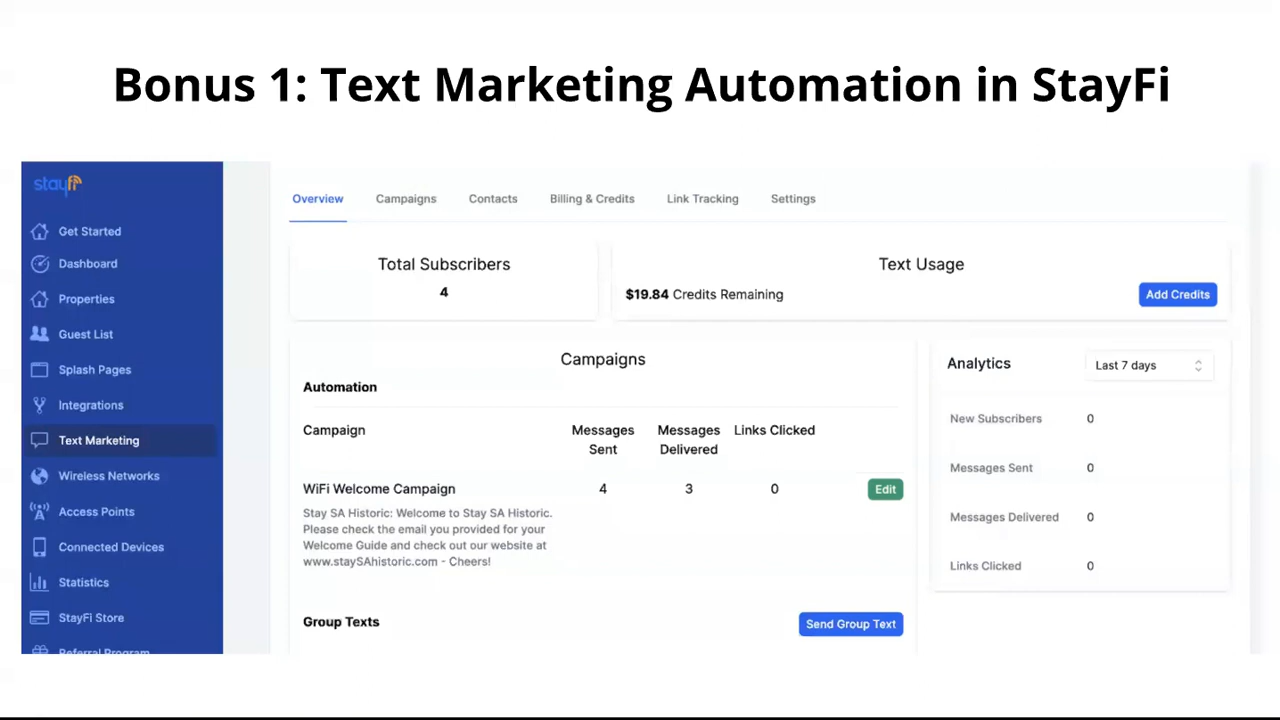 Bonus 1: Text Marketing Automation in StayFi
stayfi
Get Started
Dashboard
Properties
Guest List
Splash Pages
Integrations
Text Marketing
Wireless Networks
Access Points
Connected Devices
Statistics
StayFi Store
Referral Program
Overview Campaigns Contacts Billing & Credits Link Tracking Settings
Total Subscribers
4
Text Usage
$19.84 Credits Remaining
Add Credits
Campaigns
Automation
Campaign Messages Sent Messages Delivered Links Clicked
WiFi Welcome Campaign 4 3 0 Edit
Stay SA Historic: Welcome to Stay SA Historic.
Please check the email you provided for your
Welcome Guide and check out our website at
www.staySAhistoric.com - Cheers!
Group Texts
Send Group Text
Analytics
Last 7 days
New Subscribers 0
Messages Sent 0
Messages Delivered 0
Links Clicked 0